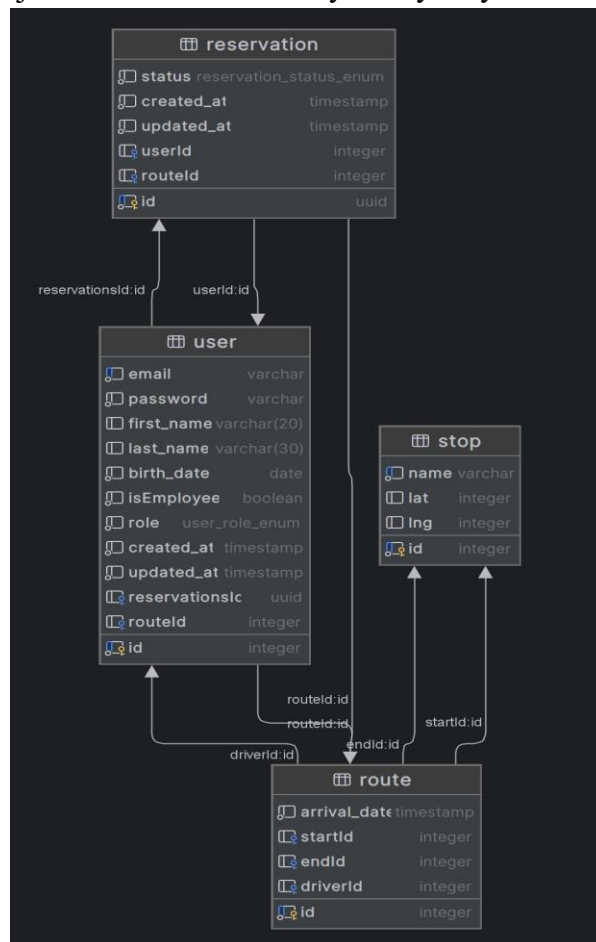 reservation
status reservation_status_enum
created_at timestamp
updated_at timestamp
userId integer
routeId integer
id uuid
reservationsId:id
userId:id
user
email varchar
password varchar
first_name varchar(20)
last_name varchar(30)
birth_date date
isEmployee boolean
role user_role_enum
created_at timestamp
updated_at timestamp
reservationsIc uuid
routeId integer
id integer
stop
name varchar
lat integer
lng integer
id integer
routeId:id
routeId:id
startId:id
endId:id
driverId:id
route
arrival_date timestamp
startId integer
endId integer
driverId integer
id integer